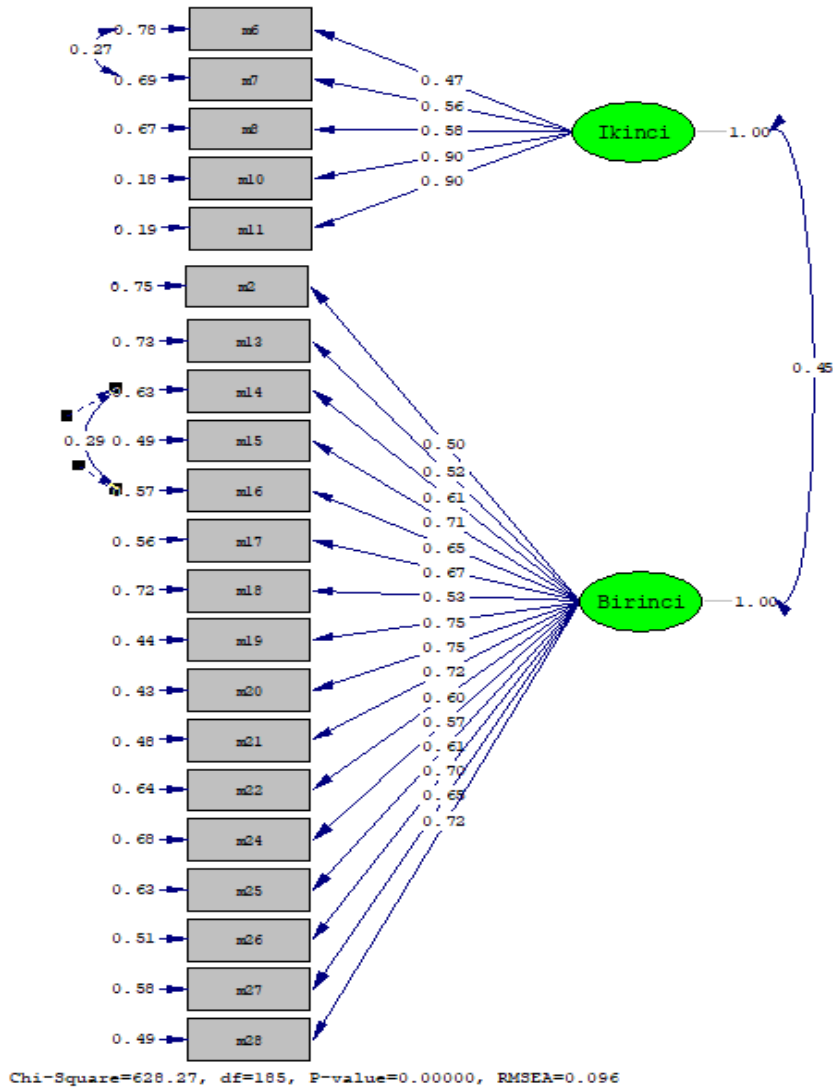 0.78 m6
0.27
0.69 m7
0.67 m8
0.18 m10
0.19 m11
0.47
0.56
0.58
0.90
0.90
Ikinci 1.00
0.45
0.75 m2
0.73 m13
0.63 m14
0.29
0.49 m15
0.57 m16
0.56 m17
0.72 m18
0.44 m19
0.43 m20
0.48 m21
0.64 m22
0.68 m24
0.63 m25
0.51 m26
0.58 m27
0.49 m28
0.50
0.52
0.61
0.71
0.65
0.67
0.53
0.75
0.75
0.72
0.60
0.57
0.61
0.70
0.65
0.72
Birinci 1.00
Chi-Square=628.27, df=185, P-value=0.00000, RMSEA=0.096